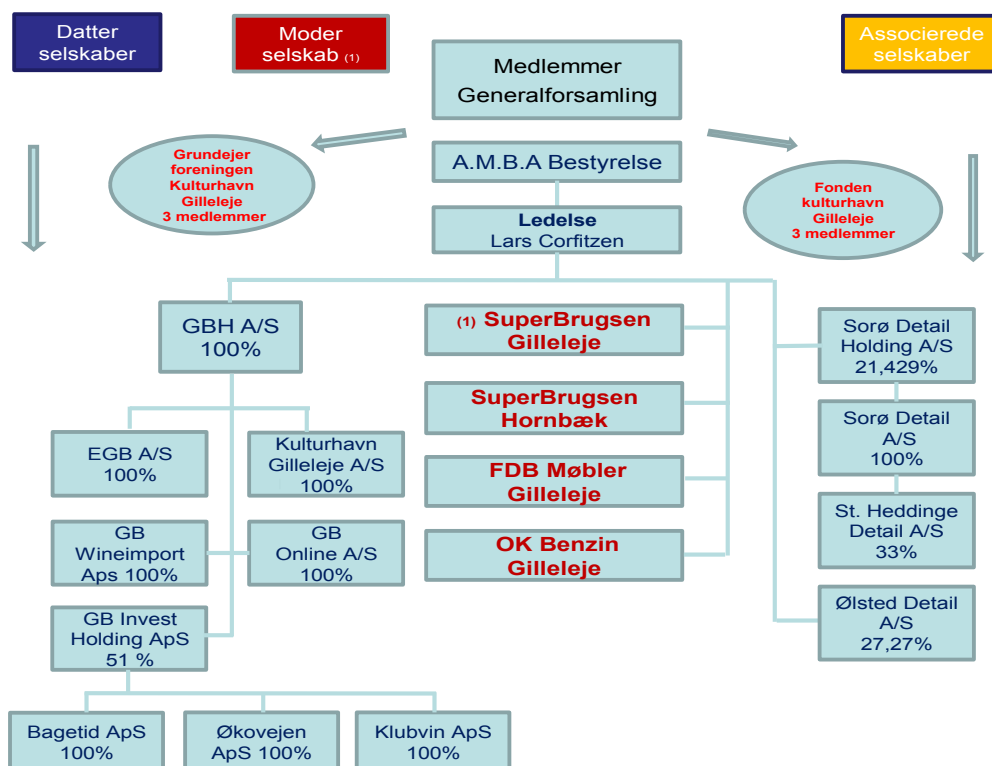 Datter
selskaber
Moder
selskab (1)
Associerede
selskaber
Medlemmer
Generalforsamling
Grundejer
foreningen
Kulturhavn
Gilleleje
3 medlemmer
A.M.B.A Bestyrelse
Fonden
kulturhavn
Gilleleje
3 medlemmer
Ledelse
Lars Corfitzen
GBH A/S
100%
(1) SuperBrugsen
Gilleleje
Sorø Detail
Holding A/S
21,429%
SuperBrugsen
Hornbæk
Sorø Detail
A/S
100%
EGB A/S
100%
Kulturhavn
Gilleleje A/S
100%
FDB Møbler
Gilleleje
St. Heddinge
Detail A/S
33%
GB
Wineimport
Aps 100%
GB
Online A/S
100%
OK Benzin
Gilleleje
Ølsted Detail
A/S
27,27%
GB Invest
Holding ApS
51 %
Bagetid ApS
100%
Økovejen
ApS 100%
Klubvin ApS
100%